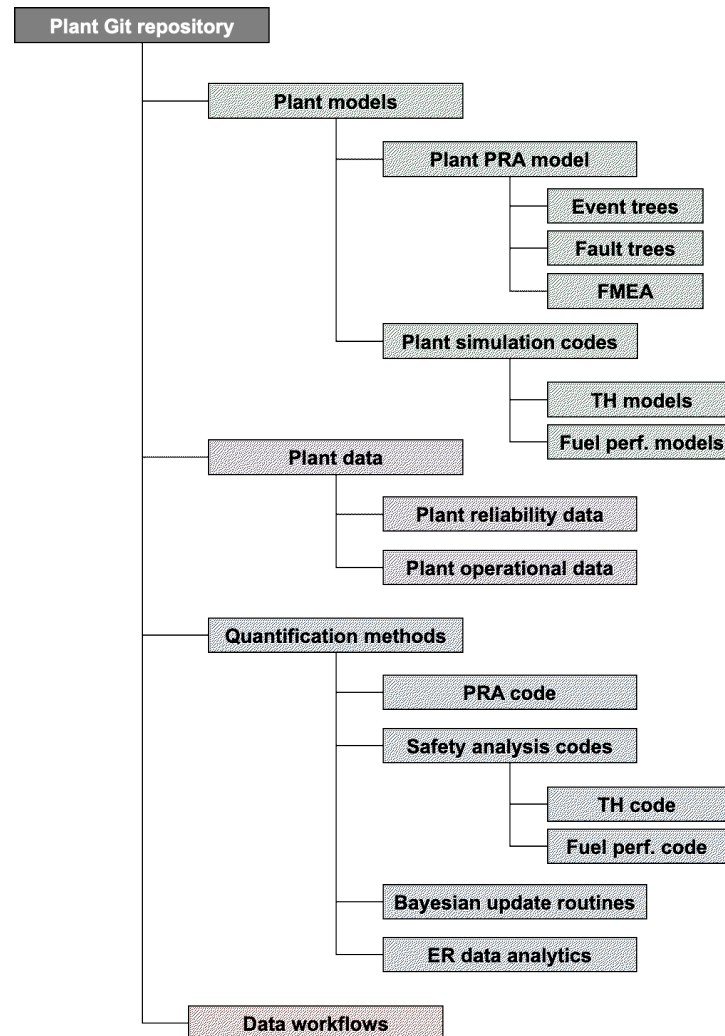 Plant Git repository
Plant models
Plant PRA model
Event trees
Fault trees
FMEA
Plant simulation codes
TH models
Fuel perf. models
Plant data
Plant reliability data
Plant operational data
Quantification methods
PRA code
Safety analysis codes
TH code
Fuel perf. code
Bayesian update routines
ER data analytics
Data workflows